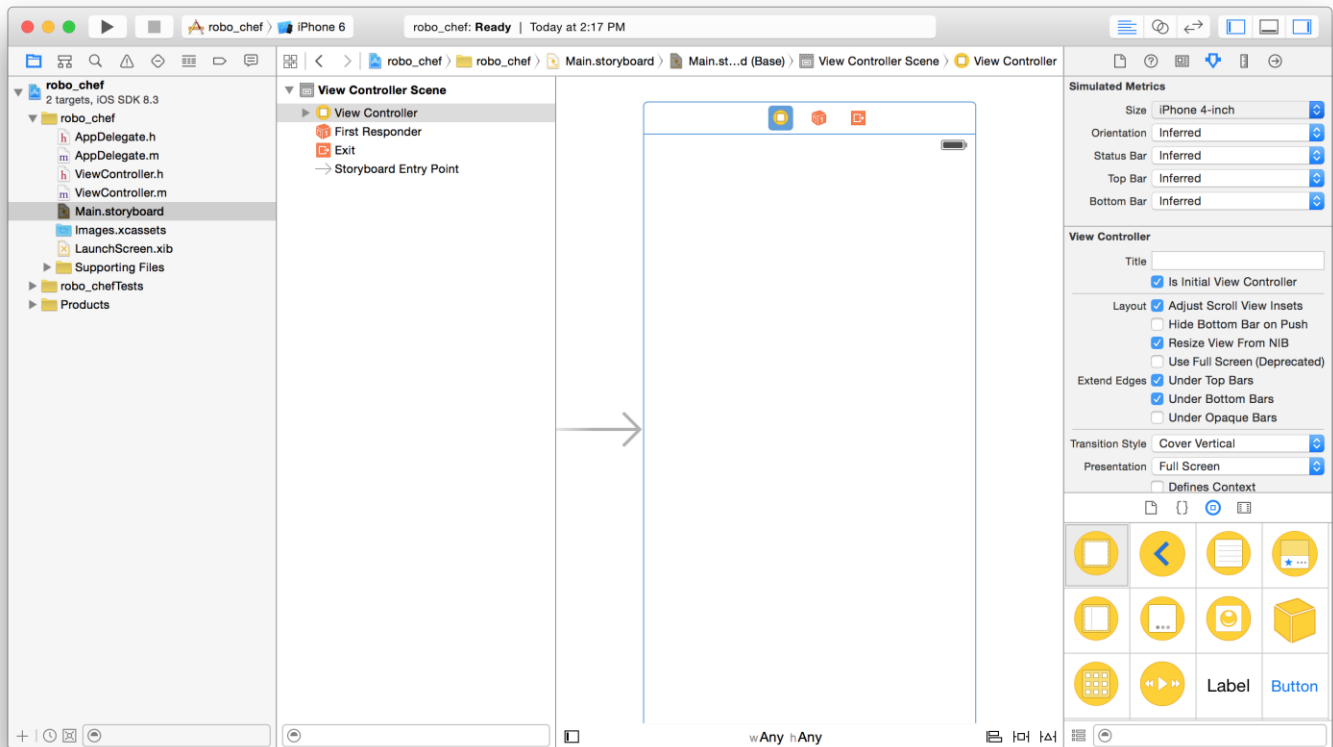 robo_chef
iPhone 6
robo_chef: Ready | Today at 2:17 PM
robo_chef
2 targets, iOS SDK 8.3
robo_chef
AppDelegate.h
AppDelegate.m
ViewController.h
ViewController.m
Main.storyboard
Images.xcassets
LaunchScreen.xib
Supporting Files
robo_chefTests
Products
robo_chef
robo_chef
Main.storyboard
Main.st...d (Base)
View Controller Scene
View Controller
View Controller Scene
View Controller
First Responder
Exit
Storyboard Entry Point
wAny hAny
Simulated Metrics
Size iPhone 4-inch
Orientation Inferred
Status Bar Inferred
Top Bar Inferred
Bottom Bar Inferred
View Controller
Title
Is Initial View Controller
Layout Adjust Scroll View Insets
Hide Bottom Bar on Push
Resize View From NIB
Use Full Screen (Deprecated)
Extend Edges Under Top Bars
Under Bottom Bars
Under Opaque Bars
Transition Style Cover Vertical
Presentation Full Screen
Defines Context
Label
Button